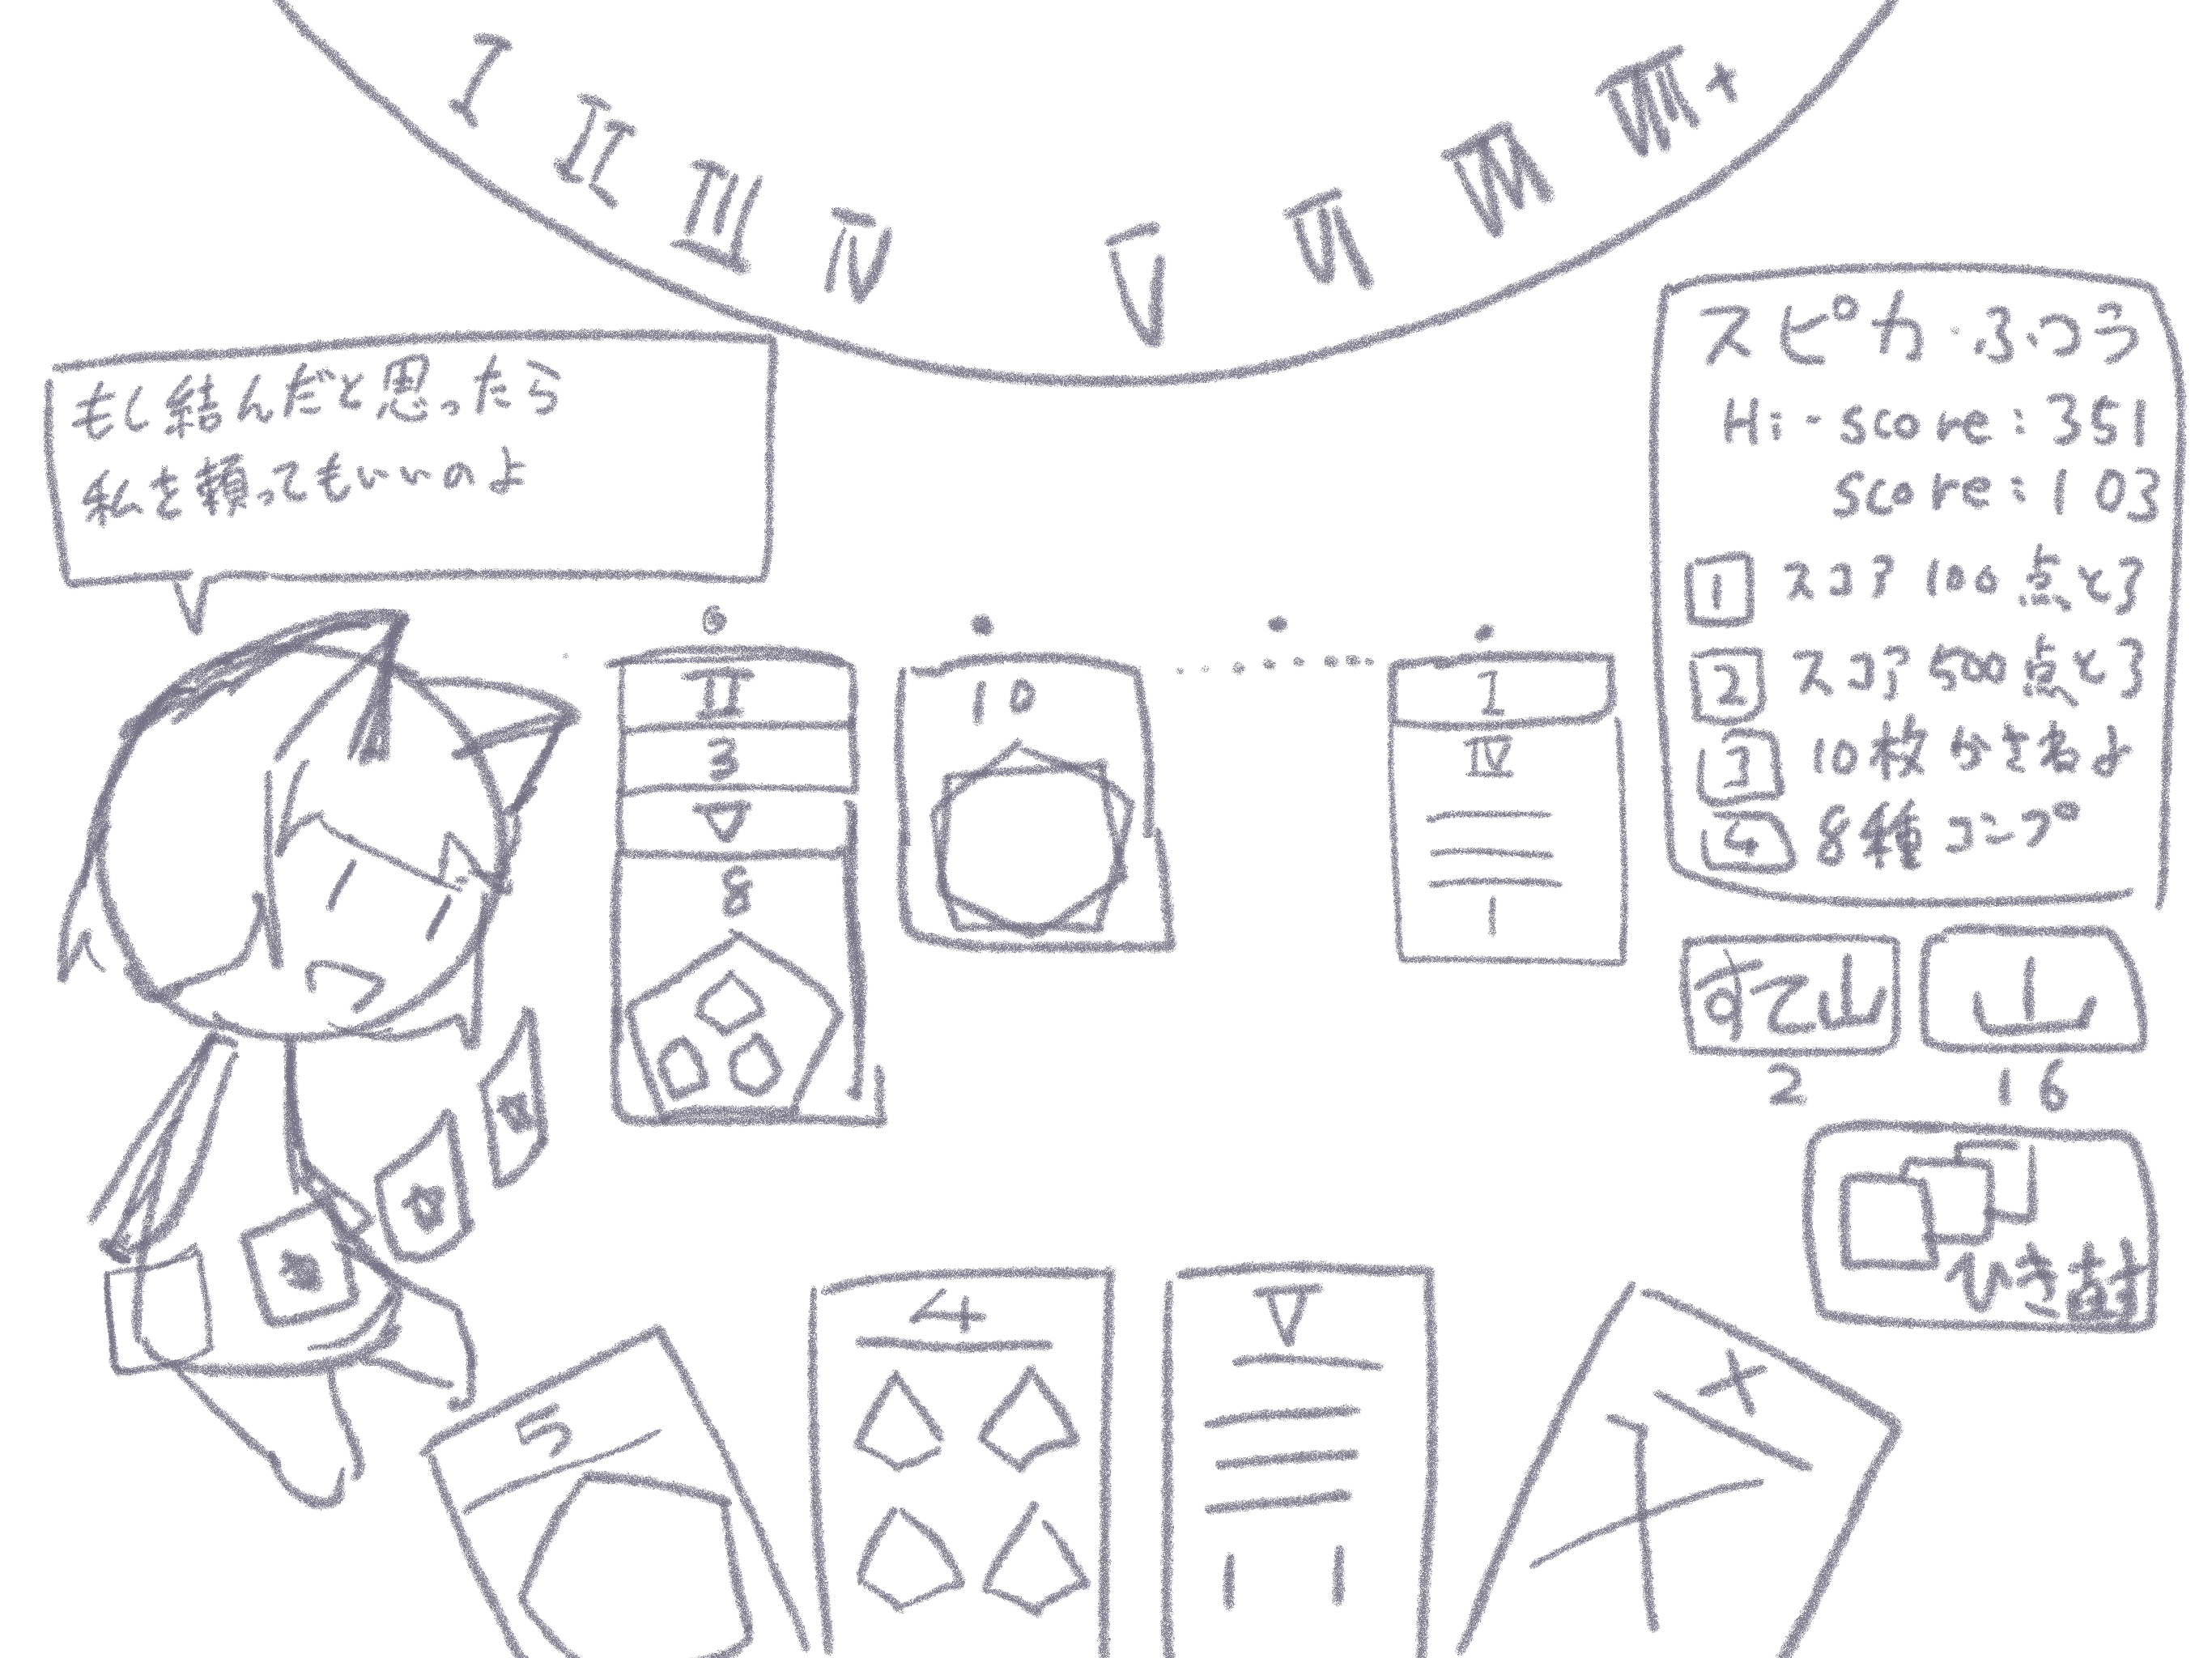 I II III IV V VI VII VIII+
もし結んだと思ったら
私を頼ってもいいのよ
スピカ・ふつう
Hi-score:351
score:103
1 スコア100点とる
2 スコア500点とる
3 10枚かさねよ
4 8種コンプ
II
3
V
8
10
I
IV
すて山
山
2
16
ひき直す
5
4
V
X